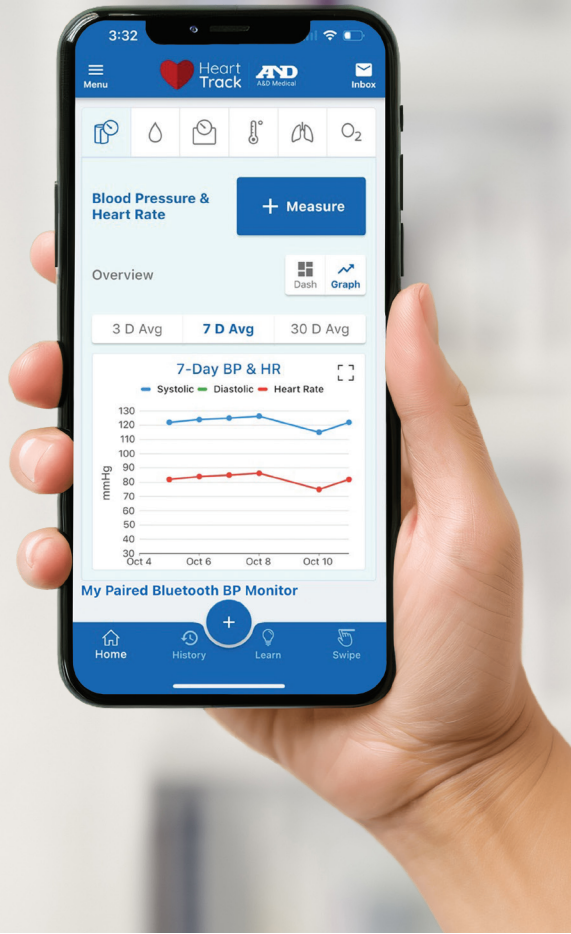 3:32
Menu
Heart
Track
AND
A&D Medical
Inbox
O2
Blood Pressure &
Heart Rate
+ Measure
Overview
Dash
Graph
3 D Avg
7 D Avg
30 D Avg
7-Day BP & HR
Systolic
Diastolic
Heart Rate
mmHg
130
120
110
100
90
80
70
60
50
40
30
Oct 4
Oct 6
Oct 8
Oct 10
My Paired Bluetooth BP Monitor
+
Home
History
Learn
Swipe